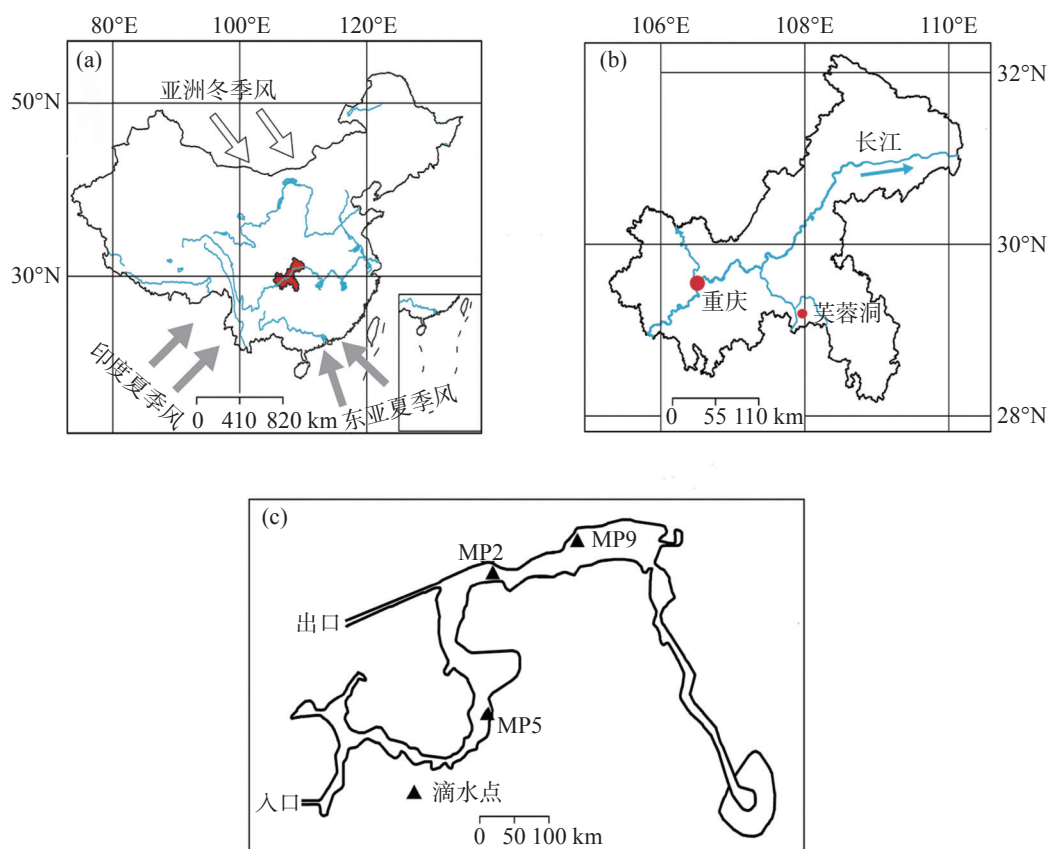 80°E 100°E 120°E
(a)
亚洲冬季风
50°N
30°N
印度夏季风
东亚夏季风
0 410 820 km
106°E 108°E 110°E
(b)
32°N
长江
30°N
重庆
芙蓉洞
0 55 110 km
28°N
(c)
MP2
MP9
出口
MP5
入口
滴水点
0 50 100 km